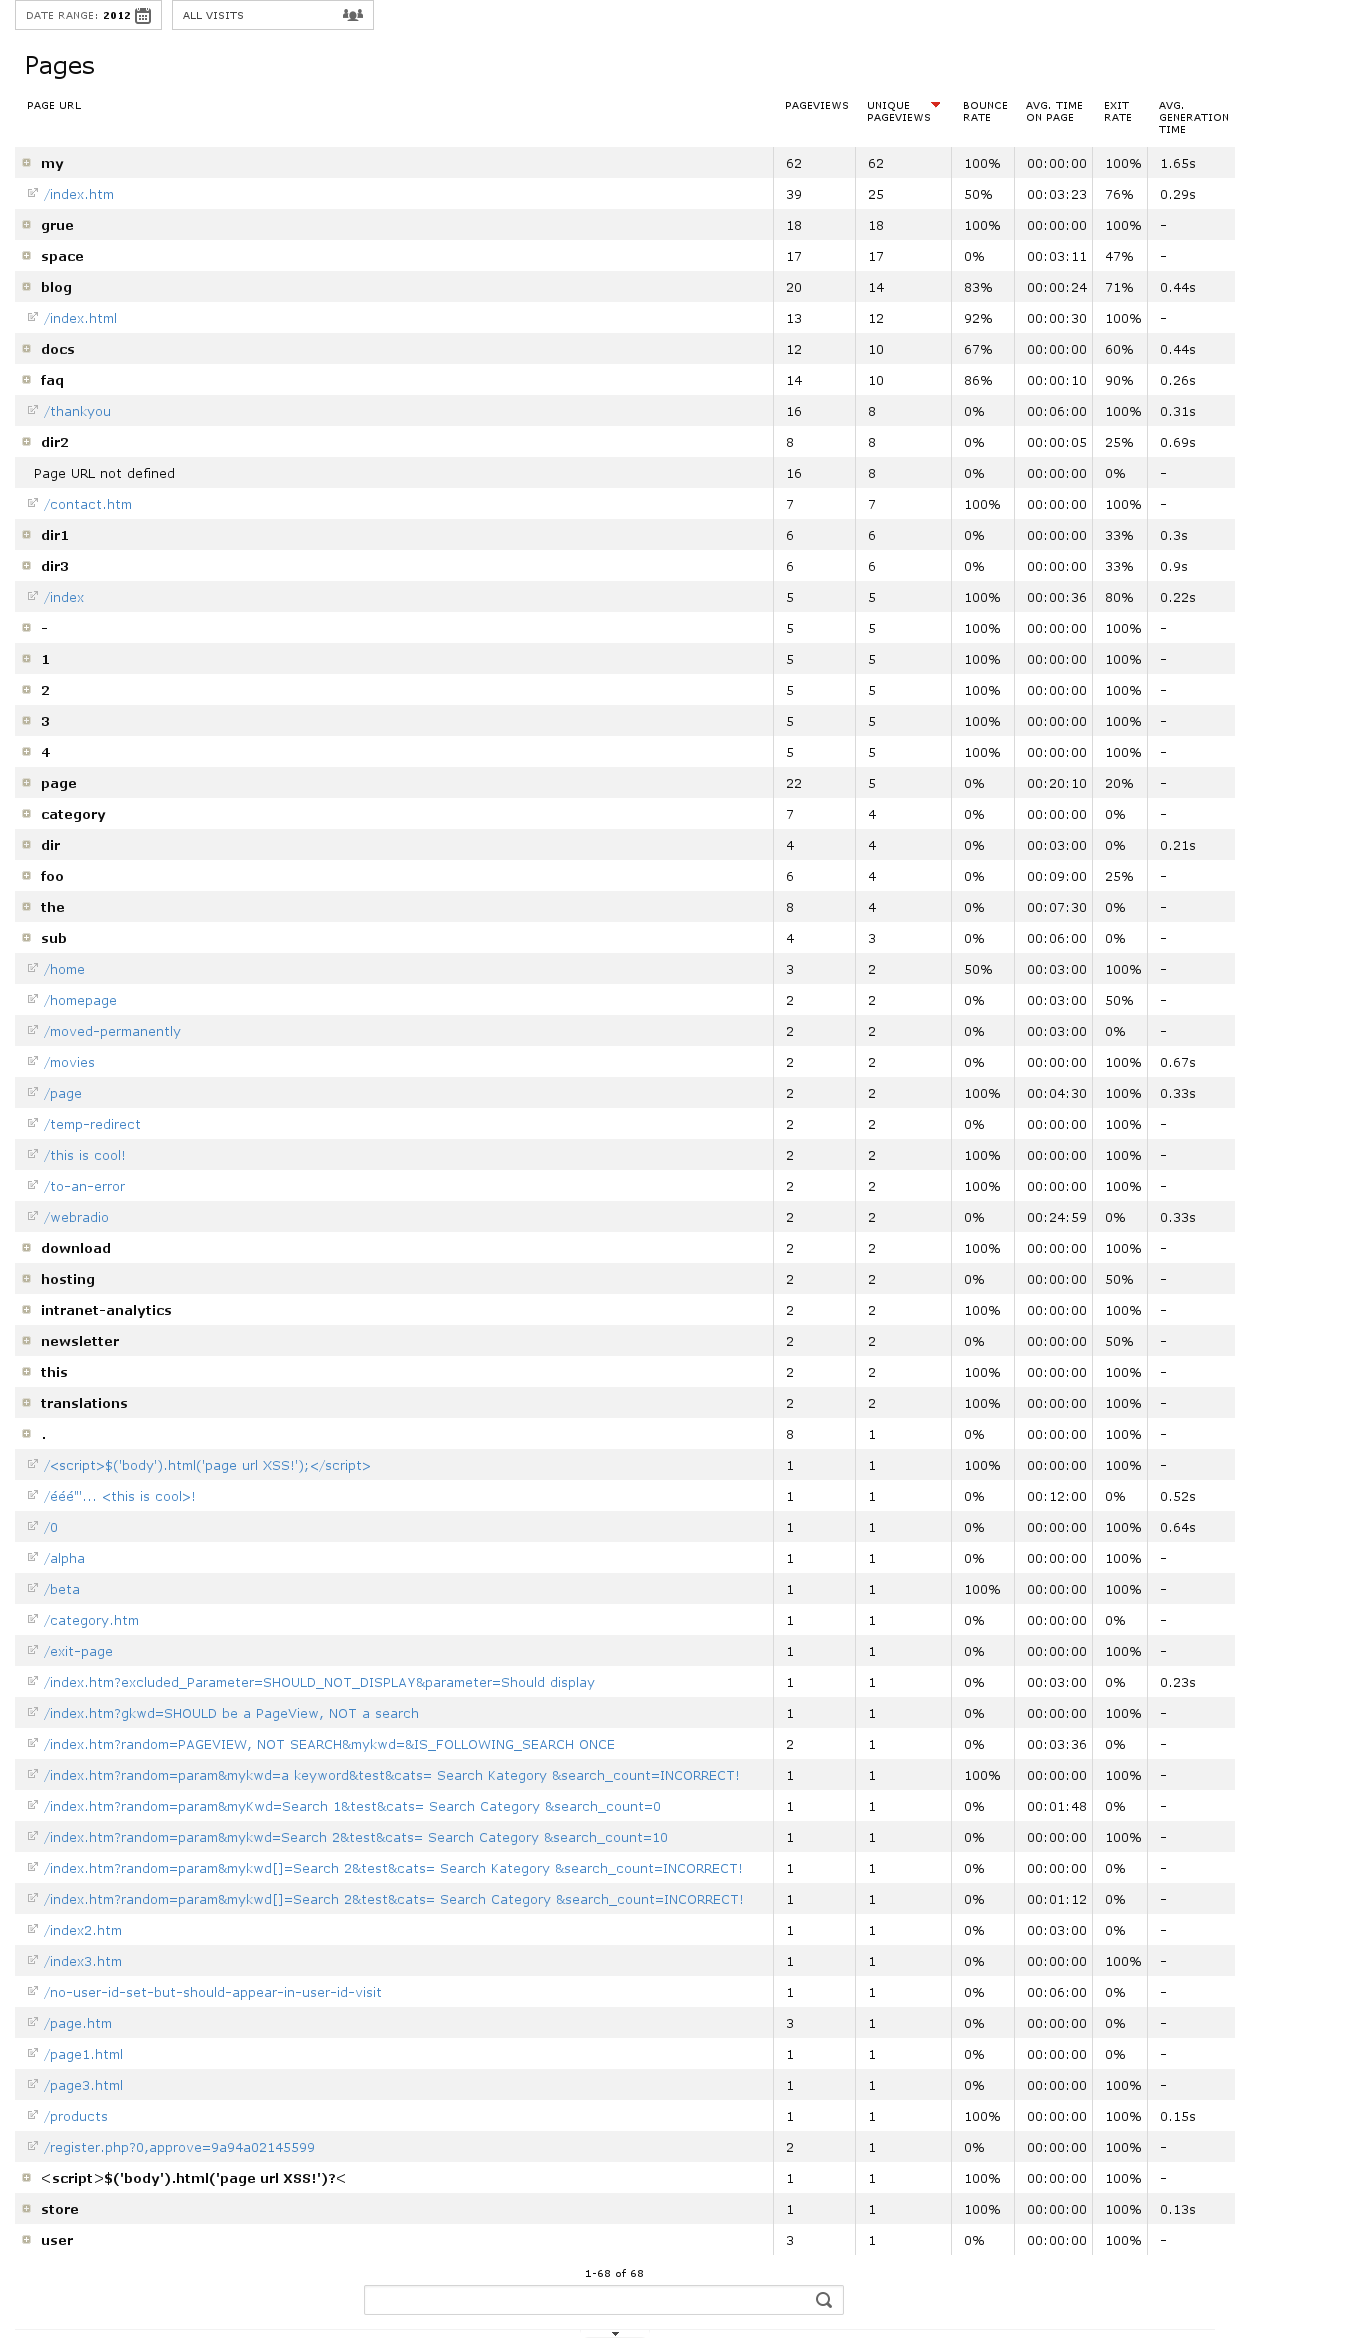 DATE RANGE: 2012 ALL VISITS
Pages
PAGE URL PAGEVIEWS UNIQUE PAGEVIEWS BOUNCE RATE AVG. TIME ON PAGE EXIT RATE AVG. GENERATION TIME
my 62 62 100% 00:00:00 100% 1.65s
/index.htm 39 25 50% 00:03:23 76% 0.29s
grue 18 18 100% 00:00:00 100% -
space 17 17 0% 00:03:11 47% -
blog 20 14 83% 00:00:24 71% 0.44s
/index.html 13 12 92% 00:00:30 100% -
docs 12 10 67% 00:00:00 60% 0.44s
faq 14 10 86% 00:00:10 90% 0.26s
/thankyou 16 8 0% 00:06:00 100% 0.31s
dir2 8 8 0% 00:00:05 25% 0.69s
Page URL not defined 16 8 0% 00:00:00 0% -
/contact.htm 7 7 100% 00:00:00 100% -
dir1 6 6 0% 00:00:00 33% 0.3s
dir3 6 6 0% 00:00:00 33% 0.9s
/index 5 5 100% 00:00:36 80% 0.22s
- 5 5 100% 00:00:00 100% -
1 5 5 100% 00:00:00 100% -
2 5 5 100% 00:00:00 100% -
3 5 5 100% 00:00:00 100% -
4 5 5 100% 00:00:00 100% -
page 22 5 0% 00:20:10 20% -
category 7 4 0% 00:00:00 0% -
dir 4 4 0% 00:03:00 0% 0.21s
foo 6 4 0% 00:09:00 25% -
the 8 4 0% 00:07:30 0% -
sub 4 3 0% 00:06:00 0% -
/home 3 2 50% 00:03:00 100% -
/homepage 2 2 0% 00:03:00 50% -
/moved-permanently 2 2 0% 00:03:00 0% -
/movies 2 2 0% 00:00:00 100% 0.67s
/page 2 2 100% 00:04:30 100% 0.33s
/temp-redirect 2 2 0% 00:00:00 100% -
/this is cool! 2 2 100% 00:00:00 100% -
/to-an-error 2 2 100% 00:00:00 100% -
/webradio 2 2 0% 00:24:59 0% 0.33s
download 2 2 100% 00:00:00 100% -
hosting 2 2 0% 00:00:00 50% -
intranet-analytics 2 2 100% 00:00:00 100% -
newsletter 2 2 0% 00:00:00 50% -
this 2 2 100% 00:00:00 100% -
translations 2 2 100% 00:00:00 100% -
. 8 1 0% 00:00:00 100% -
/<script>$('body').html('page url XSS!');</script> 1 1 100% 00:00:00 100% -
/ééé"'... <this is cool>! 1 1 0% 00:12:00 0% 0.52s
/0 1 1 0% 00:00:00 100% 0.64s
/alpha 1 1 0% 00:00:00 100% -
/beta 1 1 100% 00:00:00 100% -
/category.htm 1 1 0% 00:00:00 0% -
/exit-page 1 1 0% 00:00:00 100% -
/index.htm?excluded_Parameter=SHOULD_NOT_DISPLAY&parameter=Should display 1 1 0% 00:03:00 0% 0.23s
/index.htm?gkwd=SHOULD be a PageView, NOT a search 1 1 0% 00:00:00 100% -
/index.htm?random=PAGEVIEW, NOT SEARCH&mykwd=&IS_FOLLOWING_SEARCH ONCE 2 1 0% 00:03:36 0% -
/index.htm?random=param&mykwd=a keyword&test&cats= Search Kategory &search_count=INCORRECT! 1 1 100% 00:00:00 100% -
/index.htm?random=param&myKwd=Search 1&test&cats= Search Category &search_count=0 1 1 0% 00:01:48 0% -
/index.htm?random=param&mykwd=Search 2&test&cats= Search Category &search_count=10 1 1 0% 00:00:00 100% -
/index.htm?random=param&mykwd[]=Search 2&test&cats= Search Kategory &search_count=INCORRECT! 1 1 0% 00:00:00 0% -
/index.htm?random=param&mykwd[]=Search 2&test&cats= Search Category &search_count=INCORRECT! 1 1 0% 00:01:12 0% -
/index2.htm 1 1 0% 00:03:00 0% -
/index3.htm 1 1 0% 00:00:00 100% -
/no-user-id-set-but-should-appear-in-user-id-visit 1 1 0% 00:06:00 0% -
/page.htm 3 1 0% 00:00:00 0% -
/page1.html 1 1 0% 00:00:00 0% -
/page3.html 1 1 0% 00:00:00 100% -
/products 1 1 100% 00:00:00 100% 0.15s
/register.php?0,approve=9a94a02145599 2 1 0% 00:00:00 100% -
<script>$('body').html('page url XSS!')?< 1 1 100% 00:00:00 100% -
store 1 1 100% 00:00:00 100% 0.13s
user 3 1 0% 00:00:00 100% -
1-68 of 68